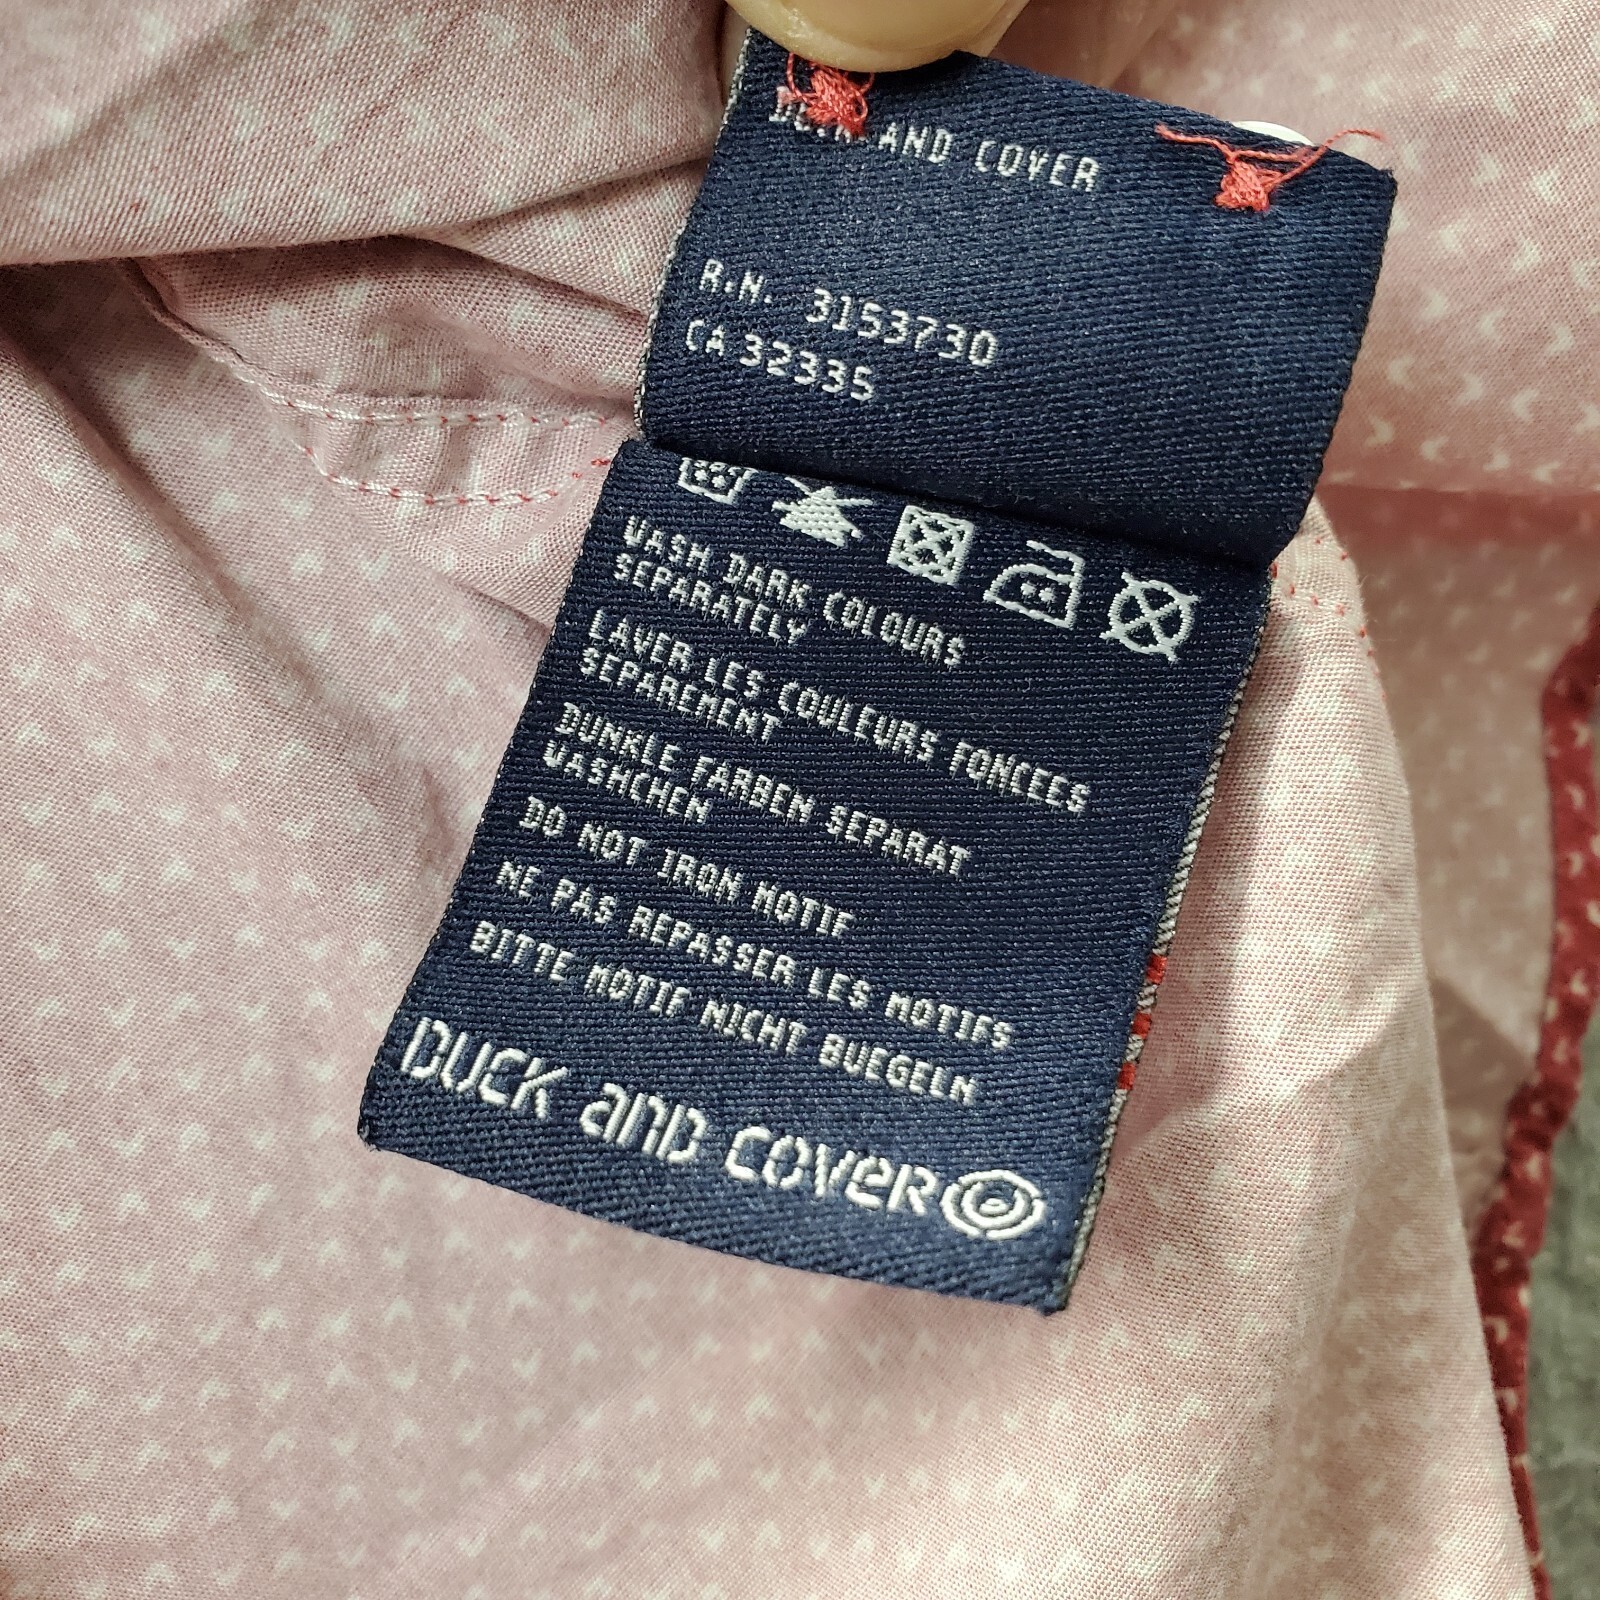 AND COVER
R.N. 3153730
CA 32335
WASH DARK COLOURS
SEPARATELY
LAVER LES COULEURS FONCEES
SEPAREMENT
DUNKLE FARBEN SEPARAT
WASHCHEN
DO NOT IRON MOTIF
NE PAS REPASSER LES MOTIFS
BITTE MOTIF NICHT BUEGELN
DUCK and COVER